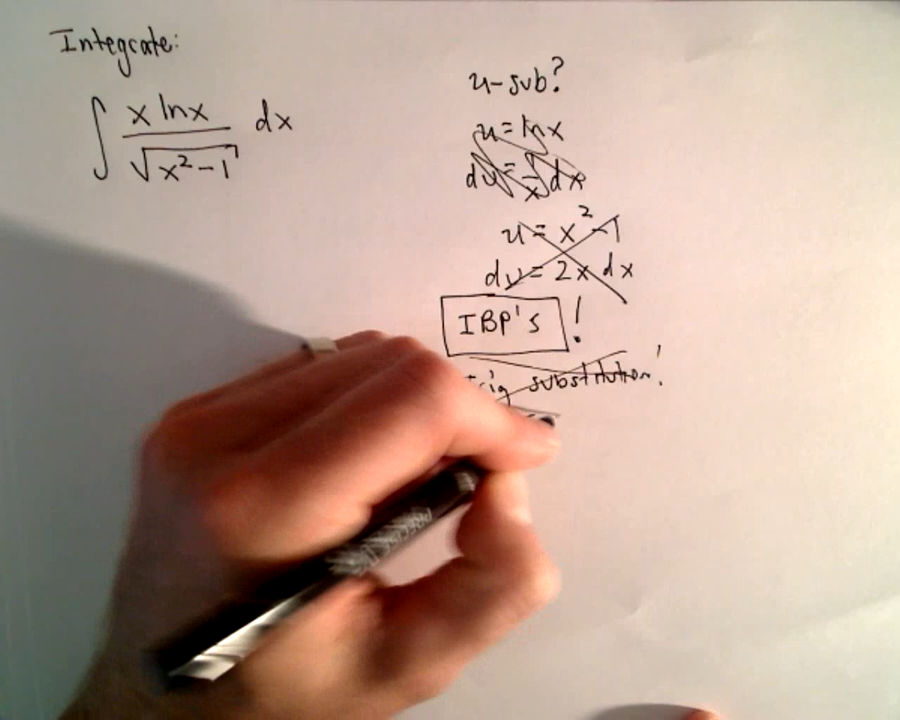 Integrate:
∫ x ln x / √(x² - 1) dx
u-sub?
u = ln x
du = 1/x dx
u = x² - 1
du = 2x dx
IBP's !
trig substitution!